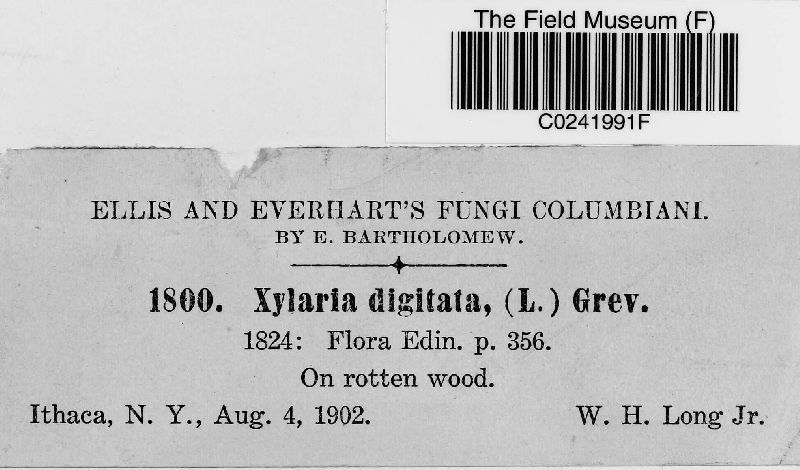 The Field Museum (F)
C0241991F
ELLIS AND EVERHART'S FUNGI COLUMBIANI.
BY E. BARTHOLOMEW.
1800. Xylaria digitata, (L.) Grev.
1824: Flora Edin. p. 356.
On rotten wood.
Ithaca, N. Y., Aug. 4, 1902. W. H. Long Jr.